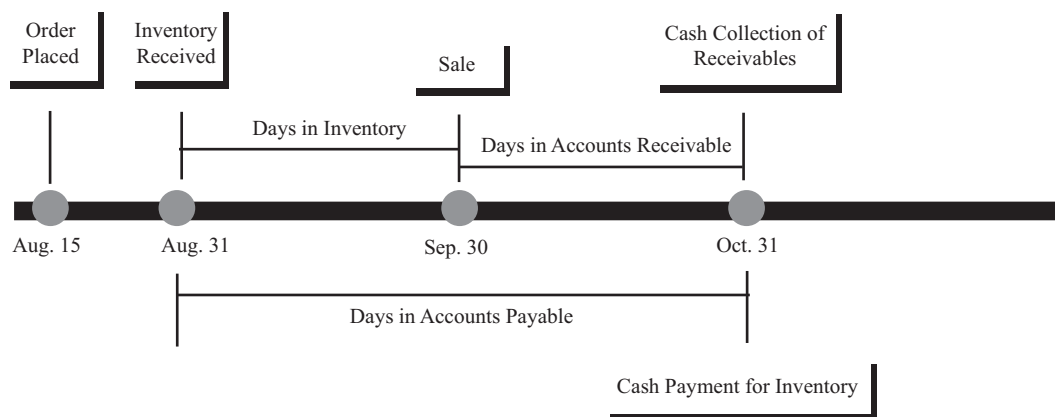 Order
Placed
Inventory
Received
Sale
Cash Collection of
Receivables
Days in Inventory
Days in Accounts Receivable
Aug. 15
Aug. 31
Sep. 30
Oct. 31
Days in Accounts Payable
Cash Payment for Inventory